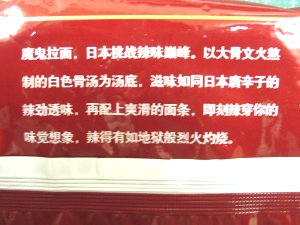 魔鬼拉面，日本挑战辣味巅峰。以大骨文火熬
制的白色骨汤为汤底，滋味如同日本唐辛子的
辣劲透味，再配上爽滑的面条，即刻辣穿你的
味觉想象，辣得有如地狱般烈火灼烧。